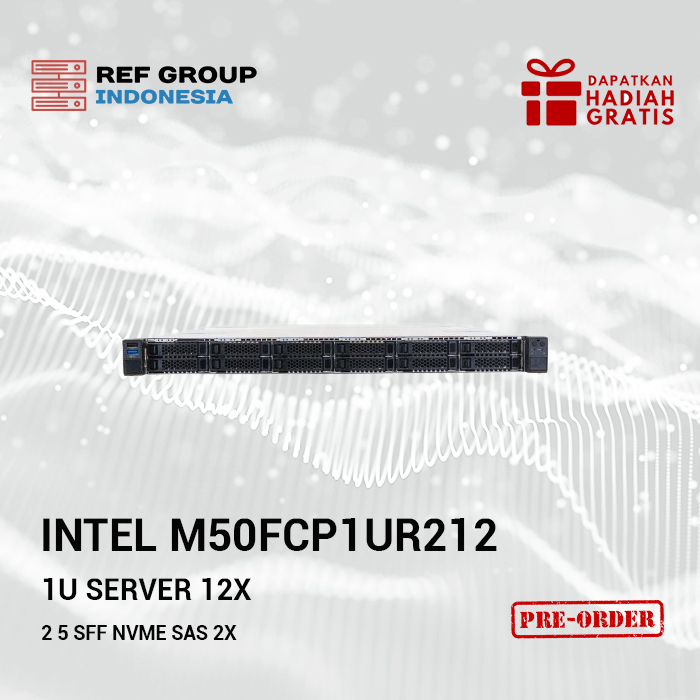 REF GROUP
INDONESIA
DAPATKAN
HADIAH
GRATIS
INTEL M50FCP1UR212
1U SERVER 12X
2 5 SFF NVME SAS 2X
PRE-ORDER